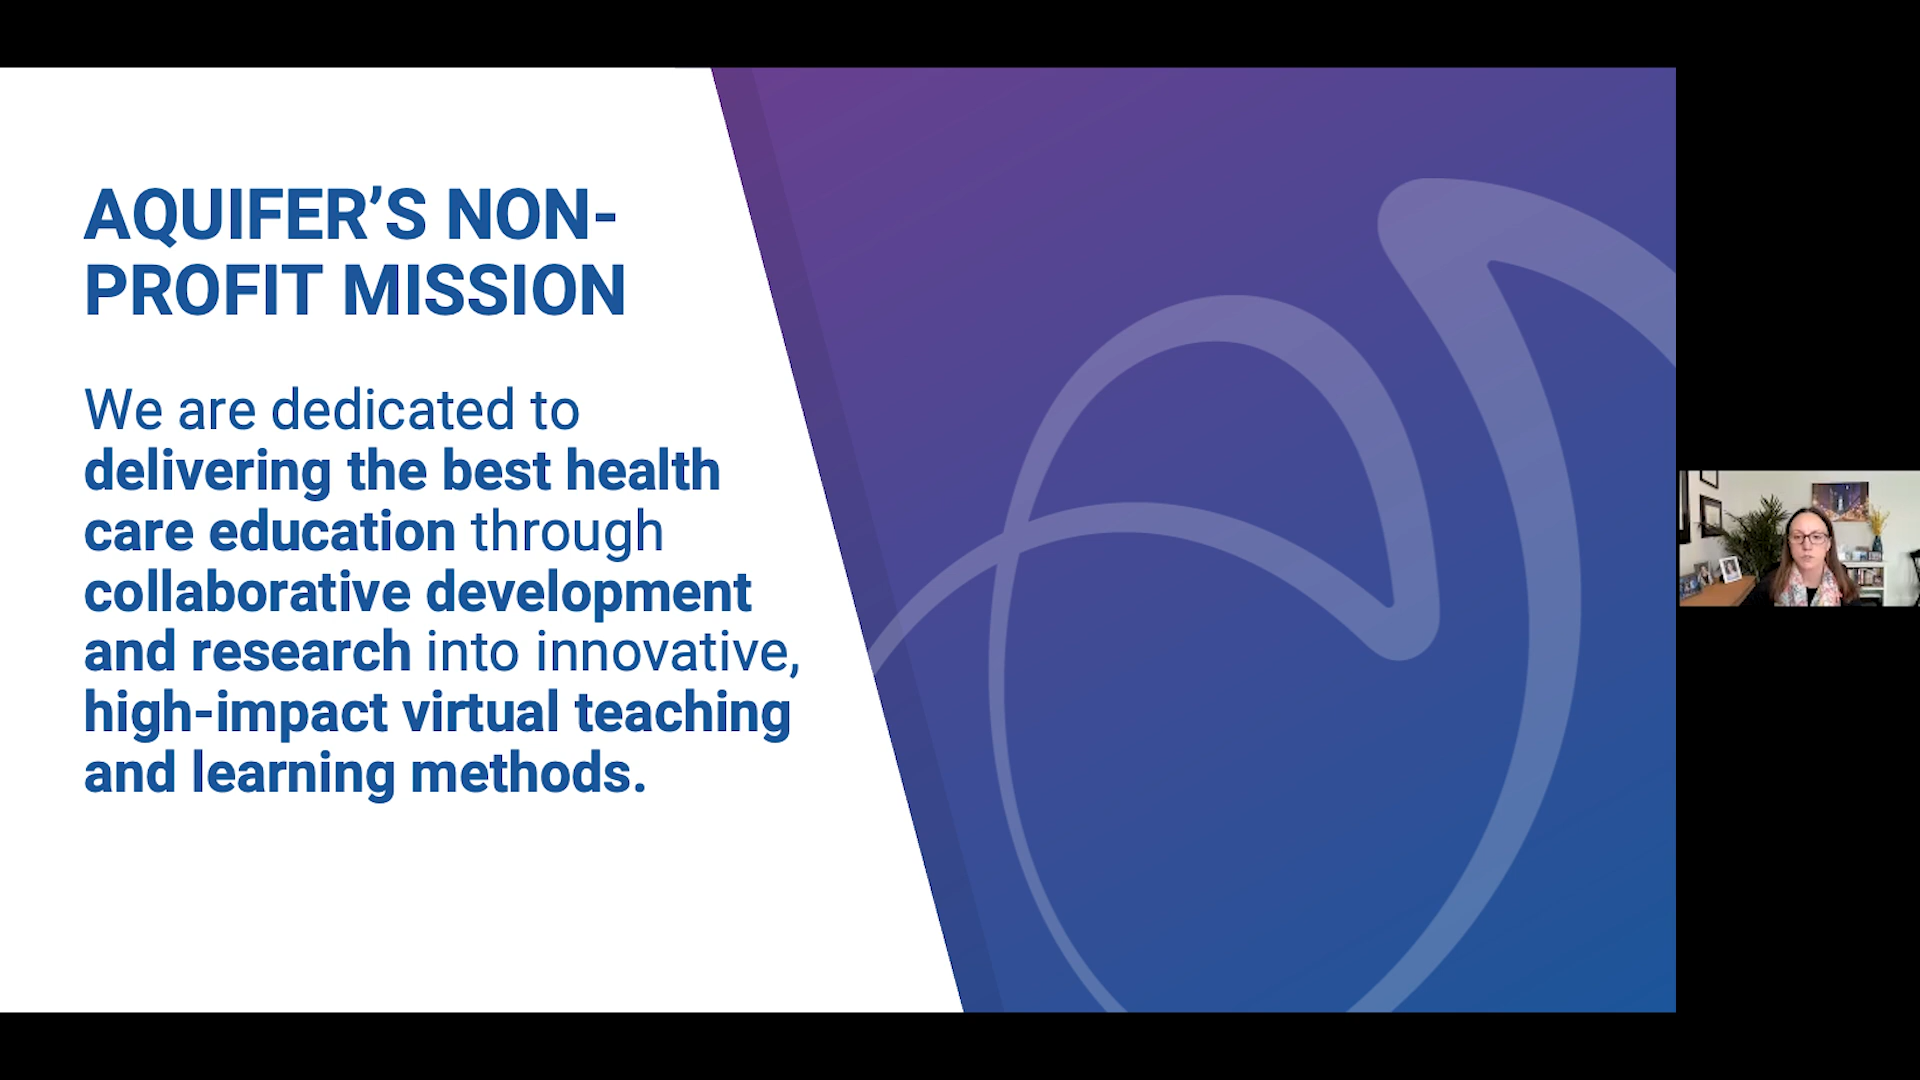 AQUIFER’S NON-
PROFIT MISSION
We are dedicated to
delivering the best health
care education through
collaborative development
and research into innovative,
high-impact virtual teaching
and learning methods.